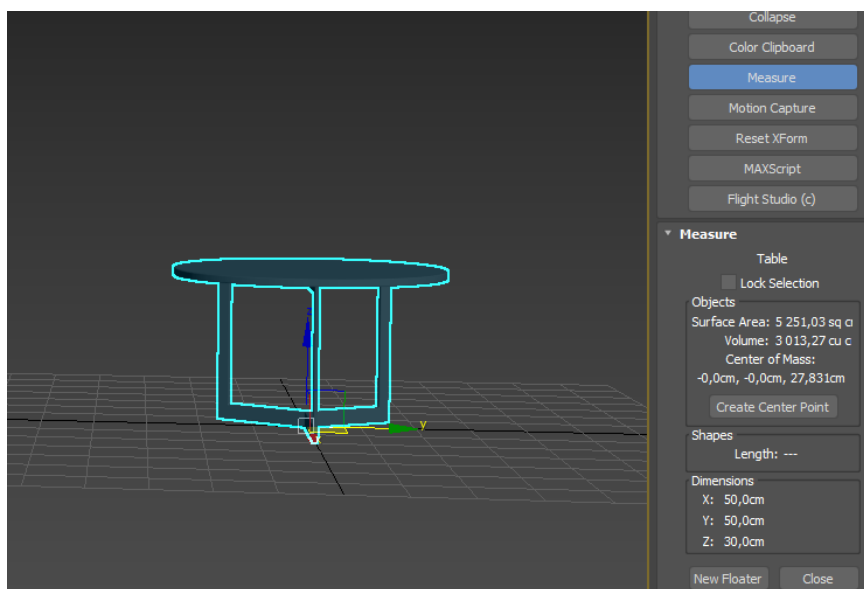 Collapse
Color Clipboard
Measure
Motion Capture
Reset XForm
MAXScript
Flight Studio (c)
Measure
Table
Lock Selection
Objects
Surface Area: 5 251,03 sq c
Volume: 3 013,27 cu c
Center of Mass:
-0,0cm, -0,0cm, 27,831cm
Create Center Point
Shapes
Length: ---
Dimensions
X: 50,0cm
Y: 50,0cm
Z: 30,0cm
New Floater Close
y